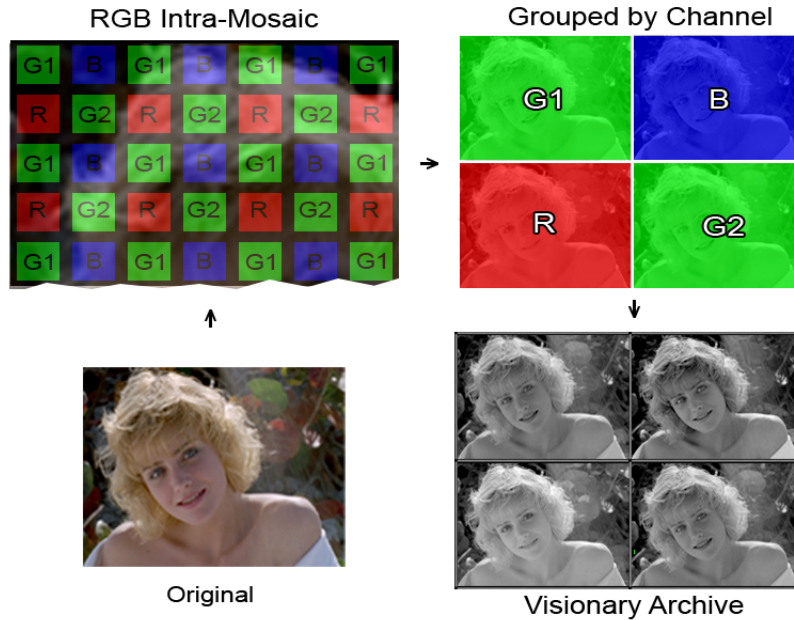 RGB Intra-Mosaic
G1 B G1 B G1 B G1
R G2 R G2 R G2 R
G1 B G1 B G1 B G1
R G2 R G2 R G2 R
G1 B G1 B G1 B G1
Grouped by Channel
G1 B
R G2
Original
Visionary Archive